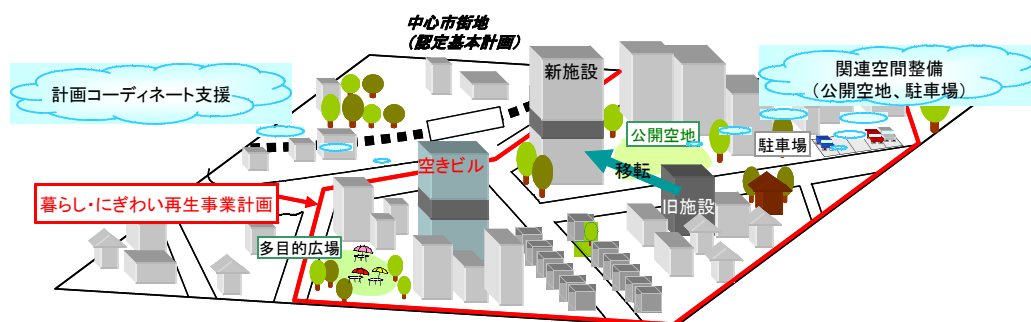 中心市街地
（認定基本計画）
計画コーディネート支援
新施設
関連空間整備
（公開空地、駐車場）
公開空地
駐車場
空きビル
移転
旧施設
暮らし・にぎわい再生事業計画
多目的広場